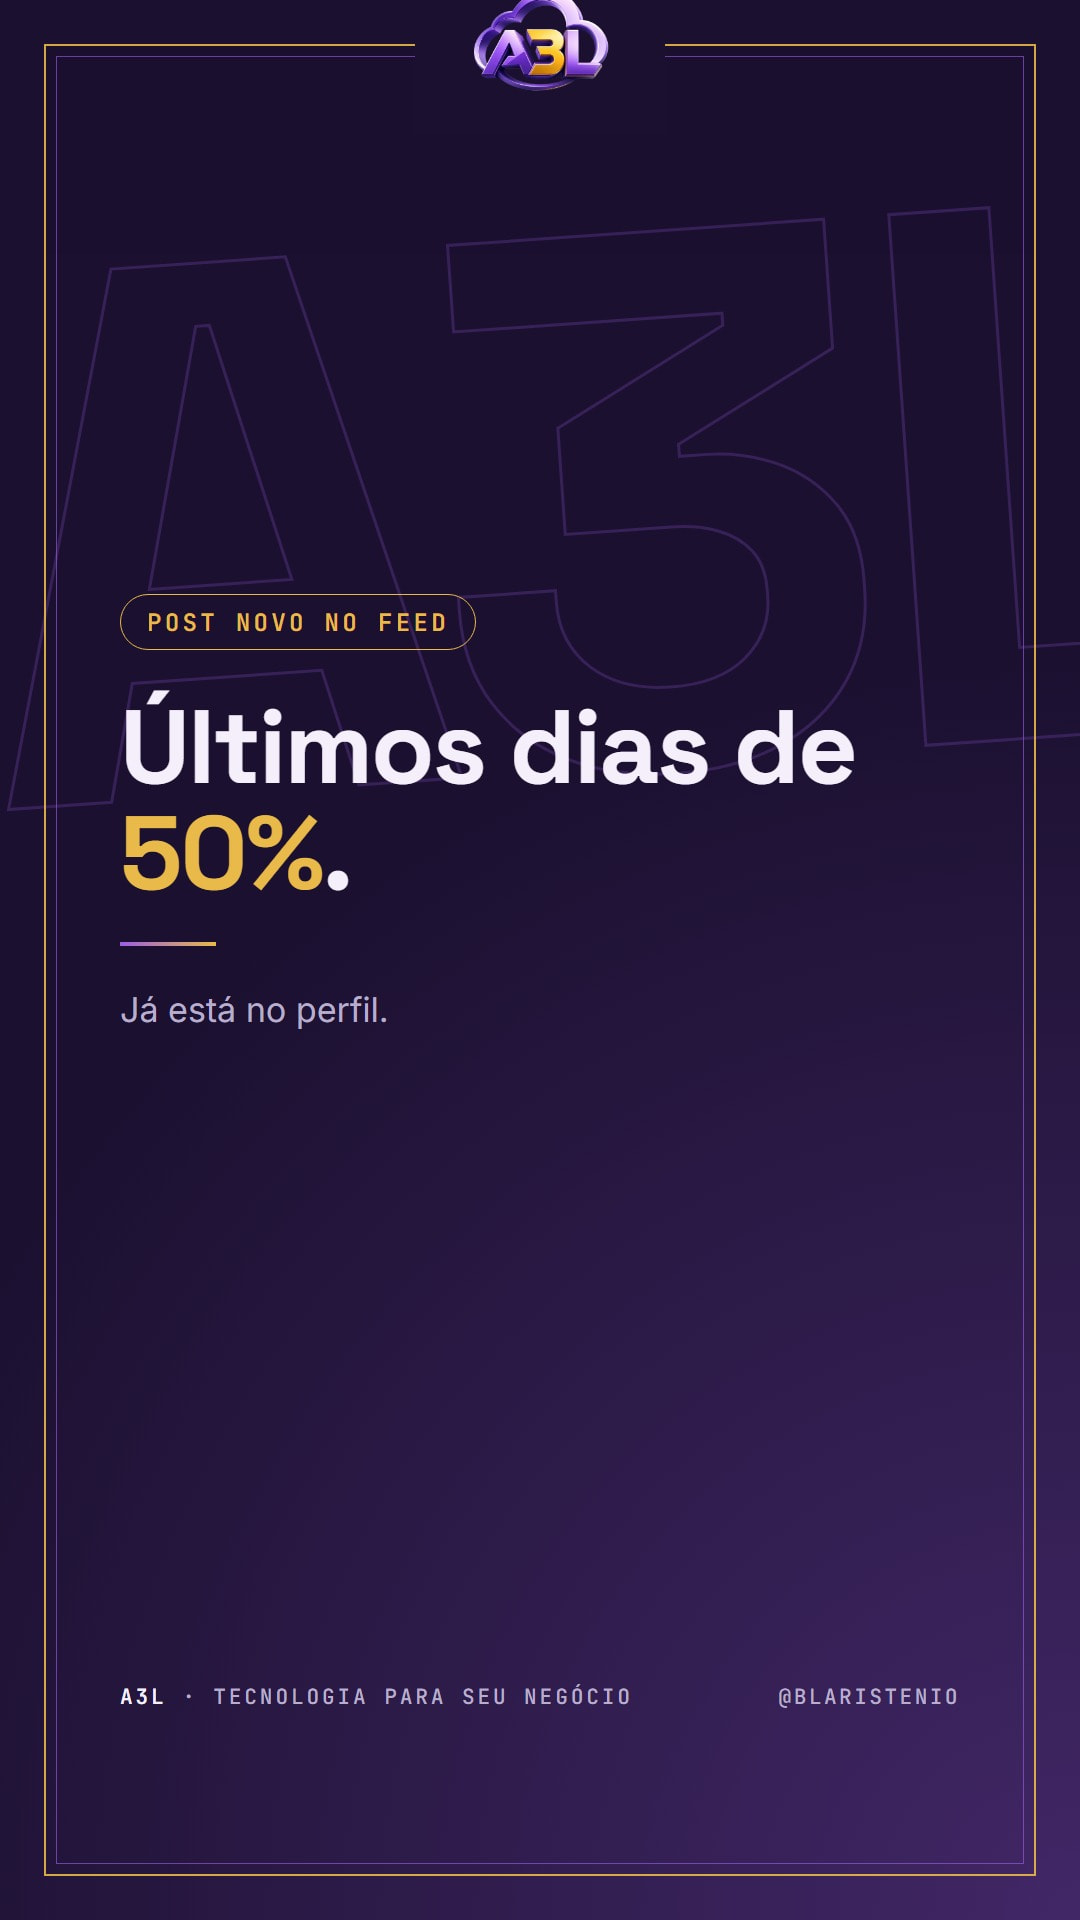 A3L
A3L
POST NOVO NO FEED
Últimos dias de
50%.
Já está no perfil.
A3L · TECNOLOGIA PARA SEU NEGÓCIO
@BLARISTENIO